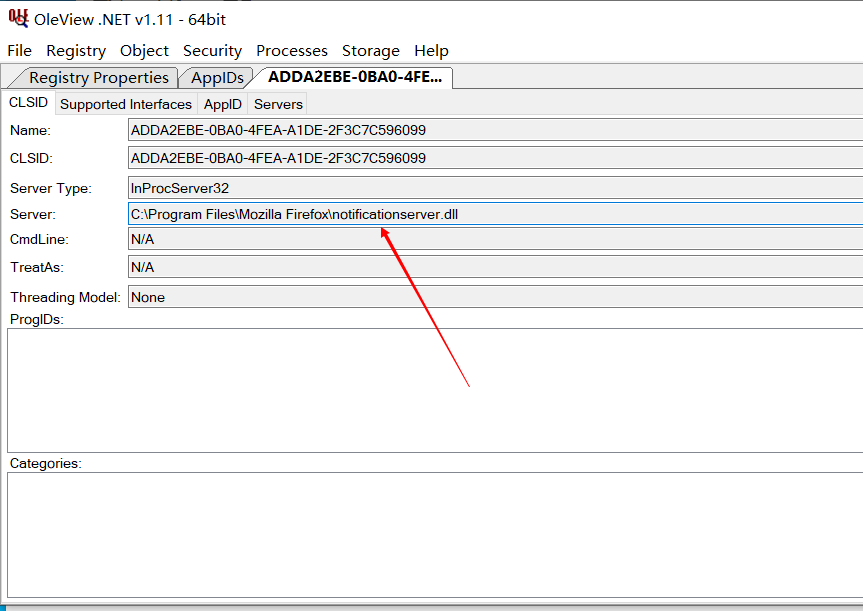 OleView .NET v1.11 - 64bit
File Registry Object Security Processes Storage Help
Registry Properties AppIDs ADDA2EBE-0BA0-4FE...
CLSID Supported Interfaces AppID Servers
Name: ADDA2EBE-0BA0-4FEA-A1DE-2F3C7C596099
CLSID: ADDA2EBE-0BA0-4FEA-A1DE-2F3C7C596099
Server Type: InProcServer32
Server: C:\Program Files\Mozilla Firefox\notificationserver.dll
CmdLine: N/A
TreatAs: N/A
Threading Model: None
ProgIDs:
Categories: